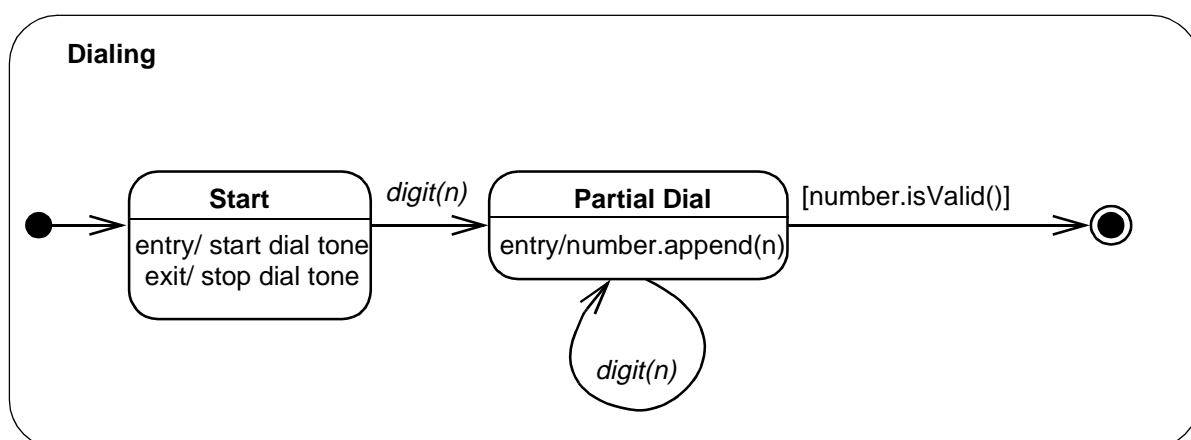 Dialing
Start
entry/ start dial tone
exit/ stop dial tone
digit(n)
Partial Dial
entry/number.append(n)
digit(n)
[number.isValid()]